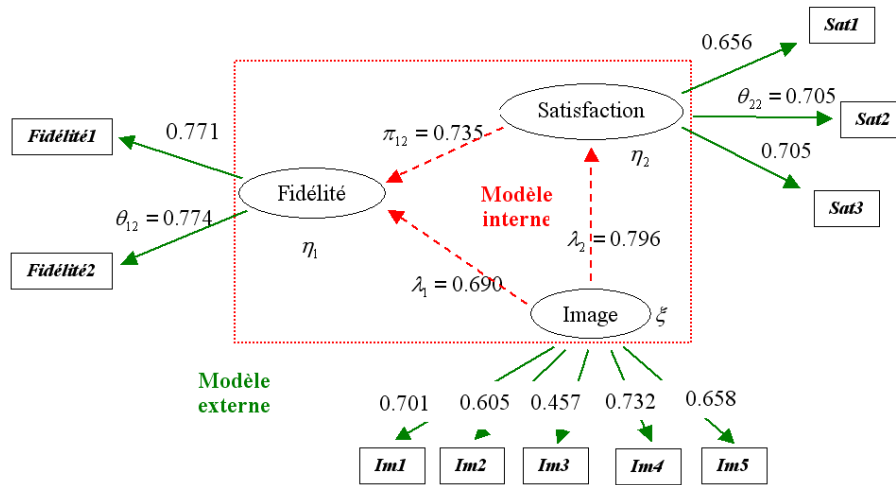 Sat1
0.656
Satisfaction
θ22 = 0.705
Sat2
0.771
π12 = 0.735
Fidélité1
η2
0.705
Fidélité
Modèle
interne
Sat3
θ12 = 0.774
η1
λ2 = 0.796
Fidélité2
λ1 = 0.690
Image
ξ
Modèle
externe
0.701
0.605
0.457
0.732
0.658
Im1
Im2
Im3
Im4
Im5